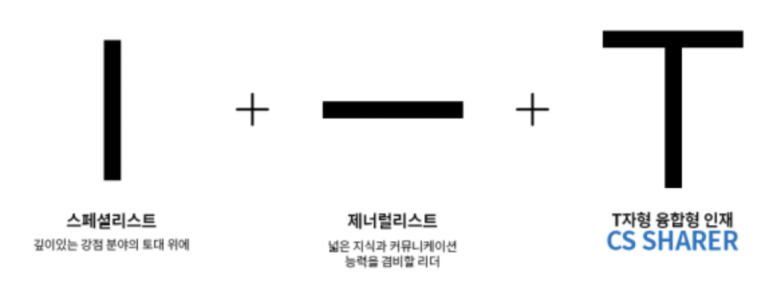 스페셜리스트
깊이있는 강점 분야의 토대 위에
제너럴리스트
넓은 지식과 커뮤니케이션
능력을 겸비할 리더
T자형 융합형 인재
CS SHARER